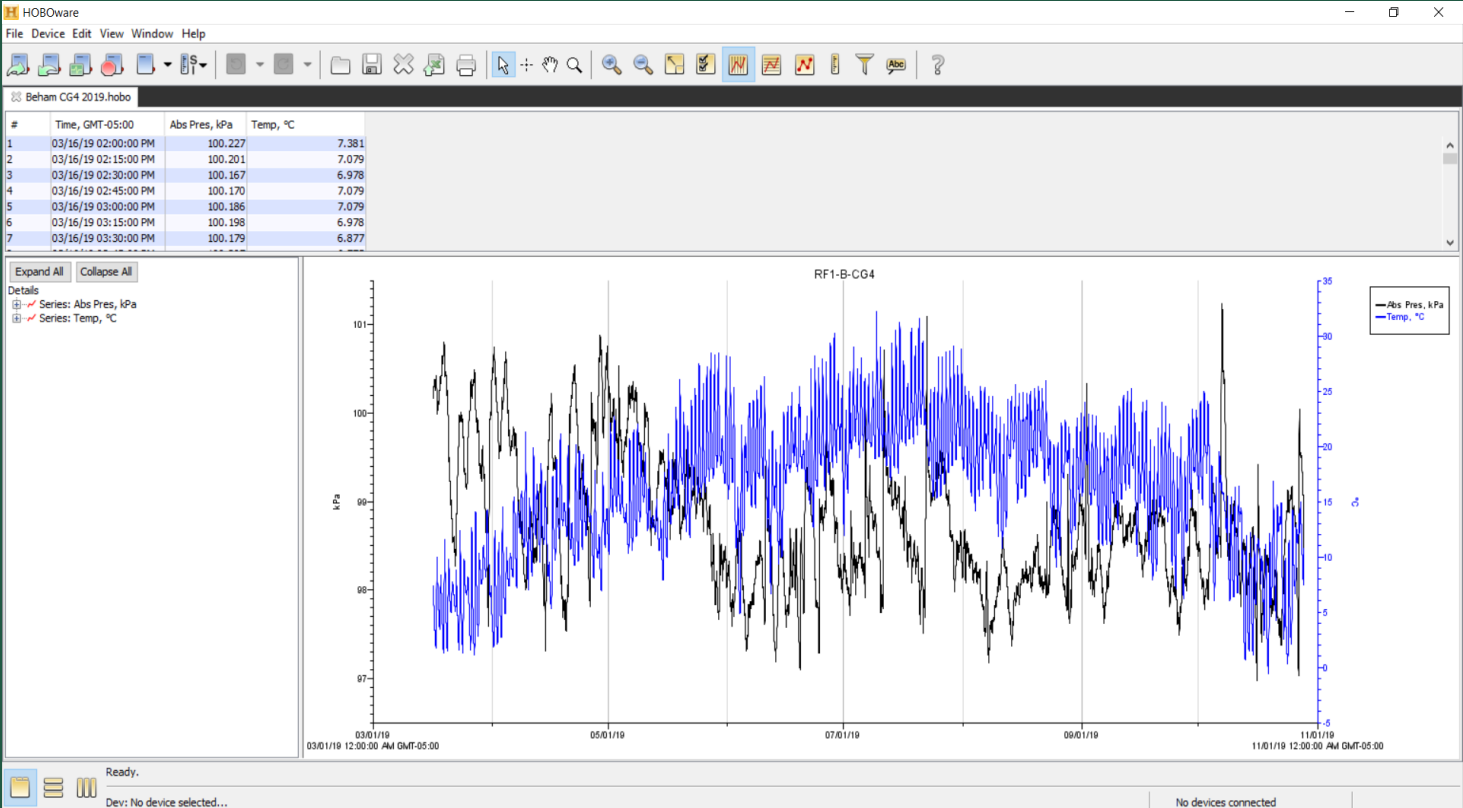 HOBOware
File Device Edit View Window Help
Abc
Beham CG4 2019.hobo
# Time, GMT-05:00 Abs Pres, kPa Temp, °C
1 03/16/19 02:00:00 PM 100.227 7.381
2 03/16/19 02:15:00 PM 100.201 7.079
3 03/16/19 02:30:00 PM 100.167 6.978
4 03/16/19 02:45:00 PM 100.170 7.079
5 03/16/19 03:00:00 PM 100.186 7.079
6 03/16/19 03:15:00 PM 100.198 6.978
7 03/16/19 03:30:00 PM 100.179 6.877
Expand All Collapse All
Details
Series: Abs Pres, kPa
Series: Temp, °C
RF1-B-CG4
Abs Pres, kPa
Temp, °C
101
100
99
98
97
kPa
35
30
25
20
15
10
5
0
-5
°C
03/01/19 05/01/19 07/01/19 09/01/19 11/01/19
03/01/19 12:00:00 AM GMT-05:00 11/01/19 12:00:00 AM GMT-05:00
Ready.
Dev: No device selected... No devices connected